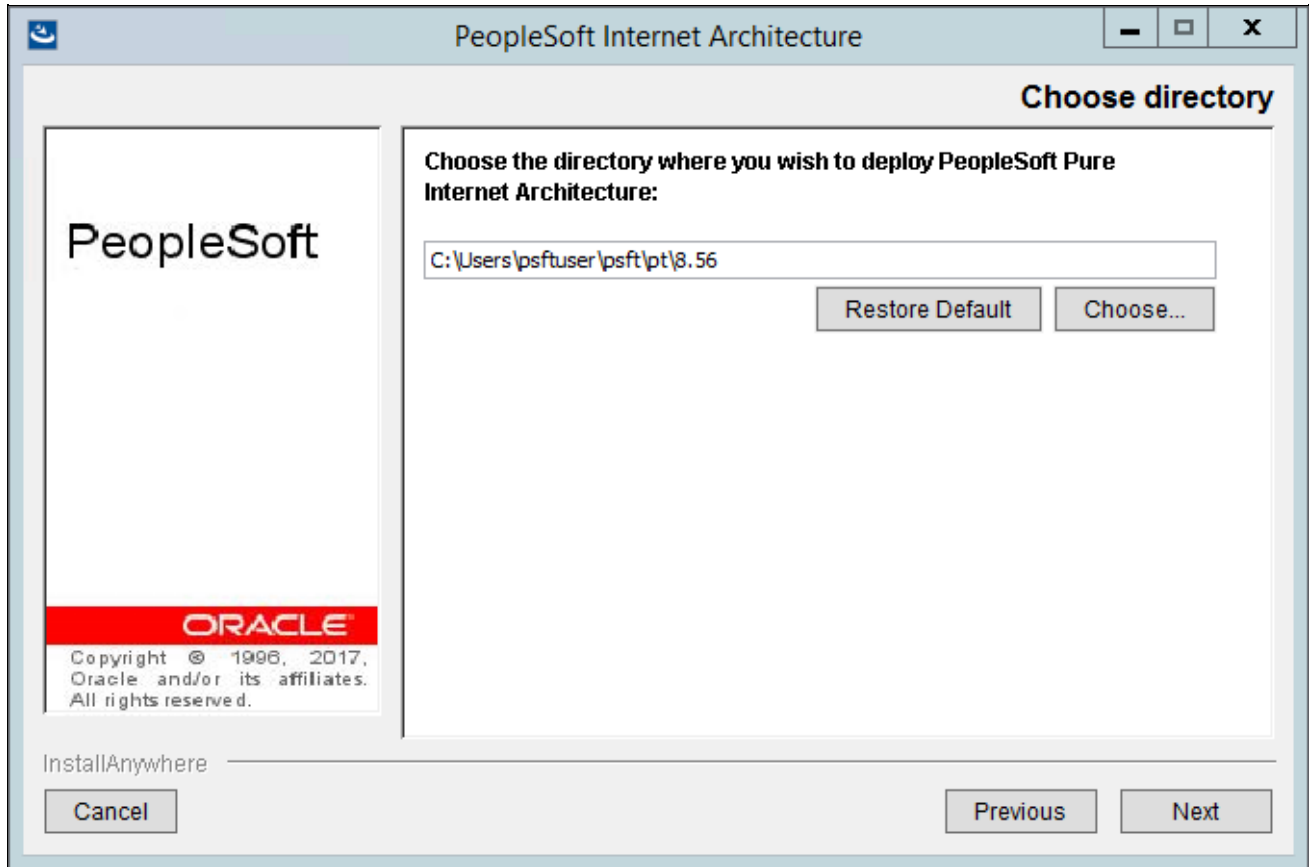 PeopleSoft Internet Architecture
Choose directory
PeopleSoft
ORACLE
Copyright © 1996, 2017,
Oracle and/or its affiliates.
All rights reserved.
Choose the directory where you wish to deploy PeopleSoft Pure
Internet Architecture:
C:\Users\psftuser\psft\pt\8.56
Restore Default Choose...
InstallAnywhere
Cancel Previous Next